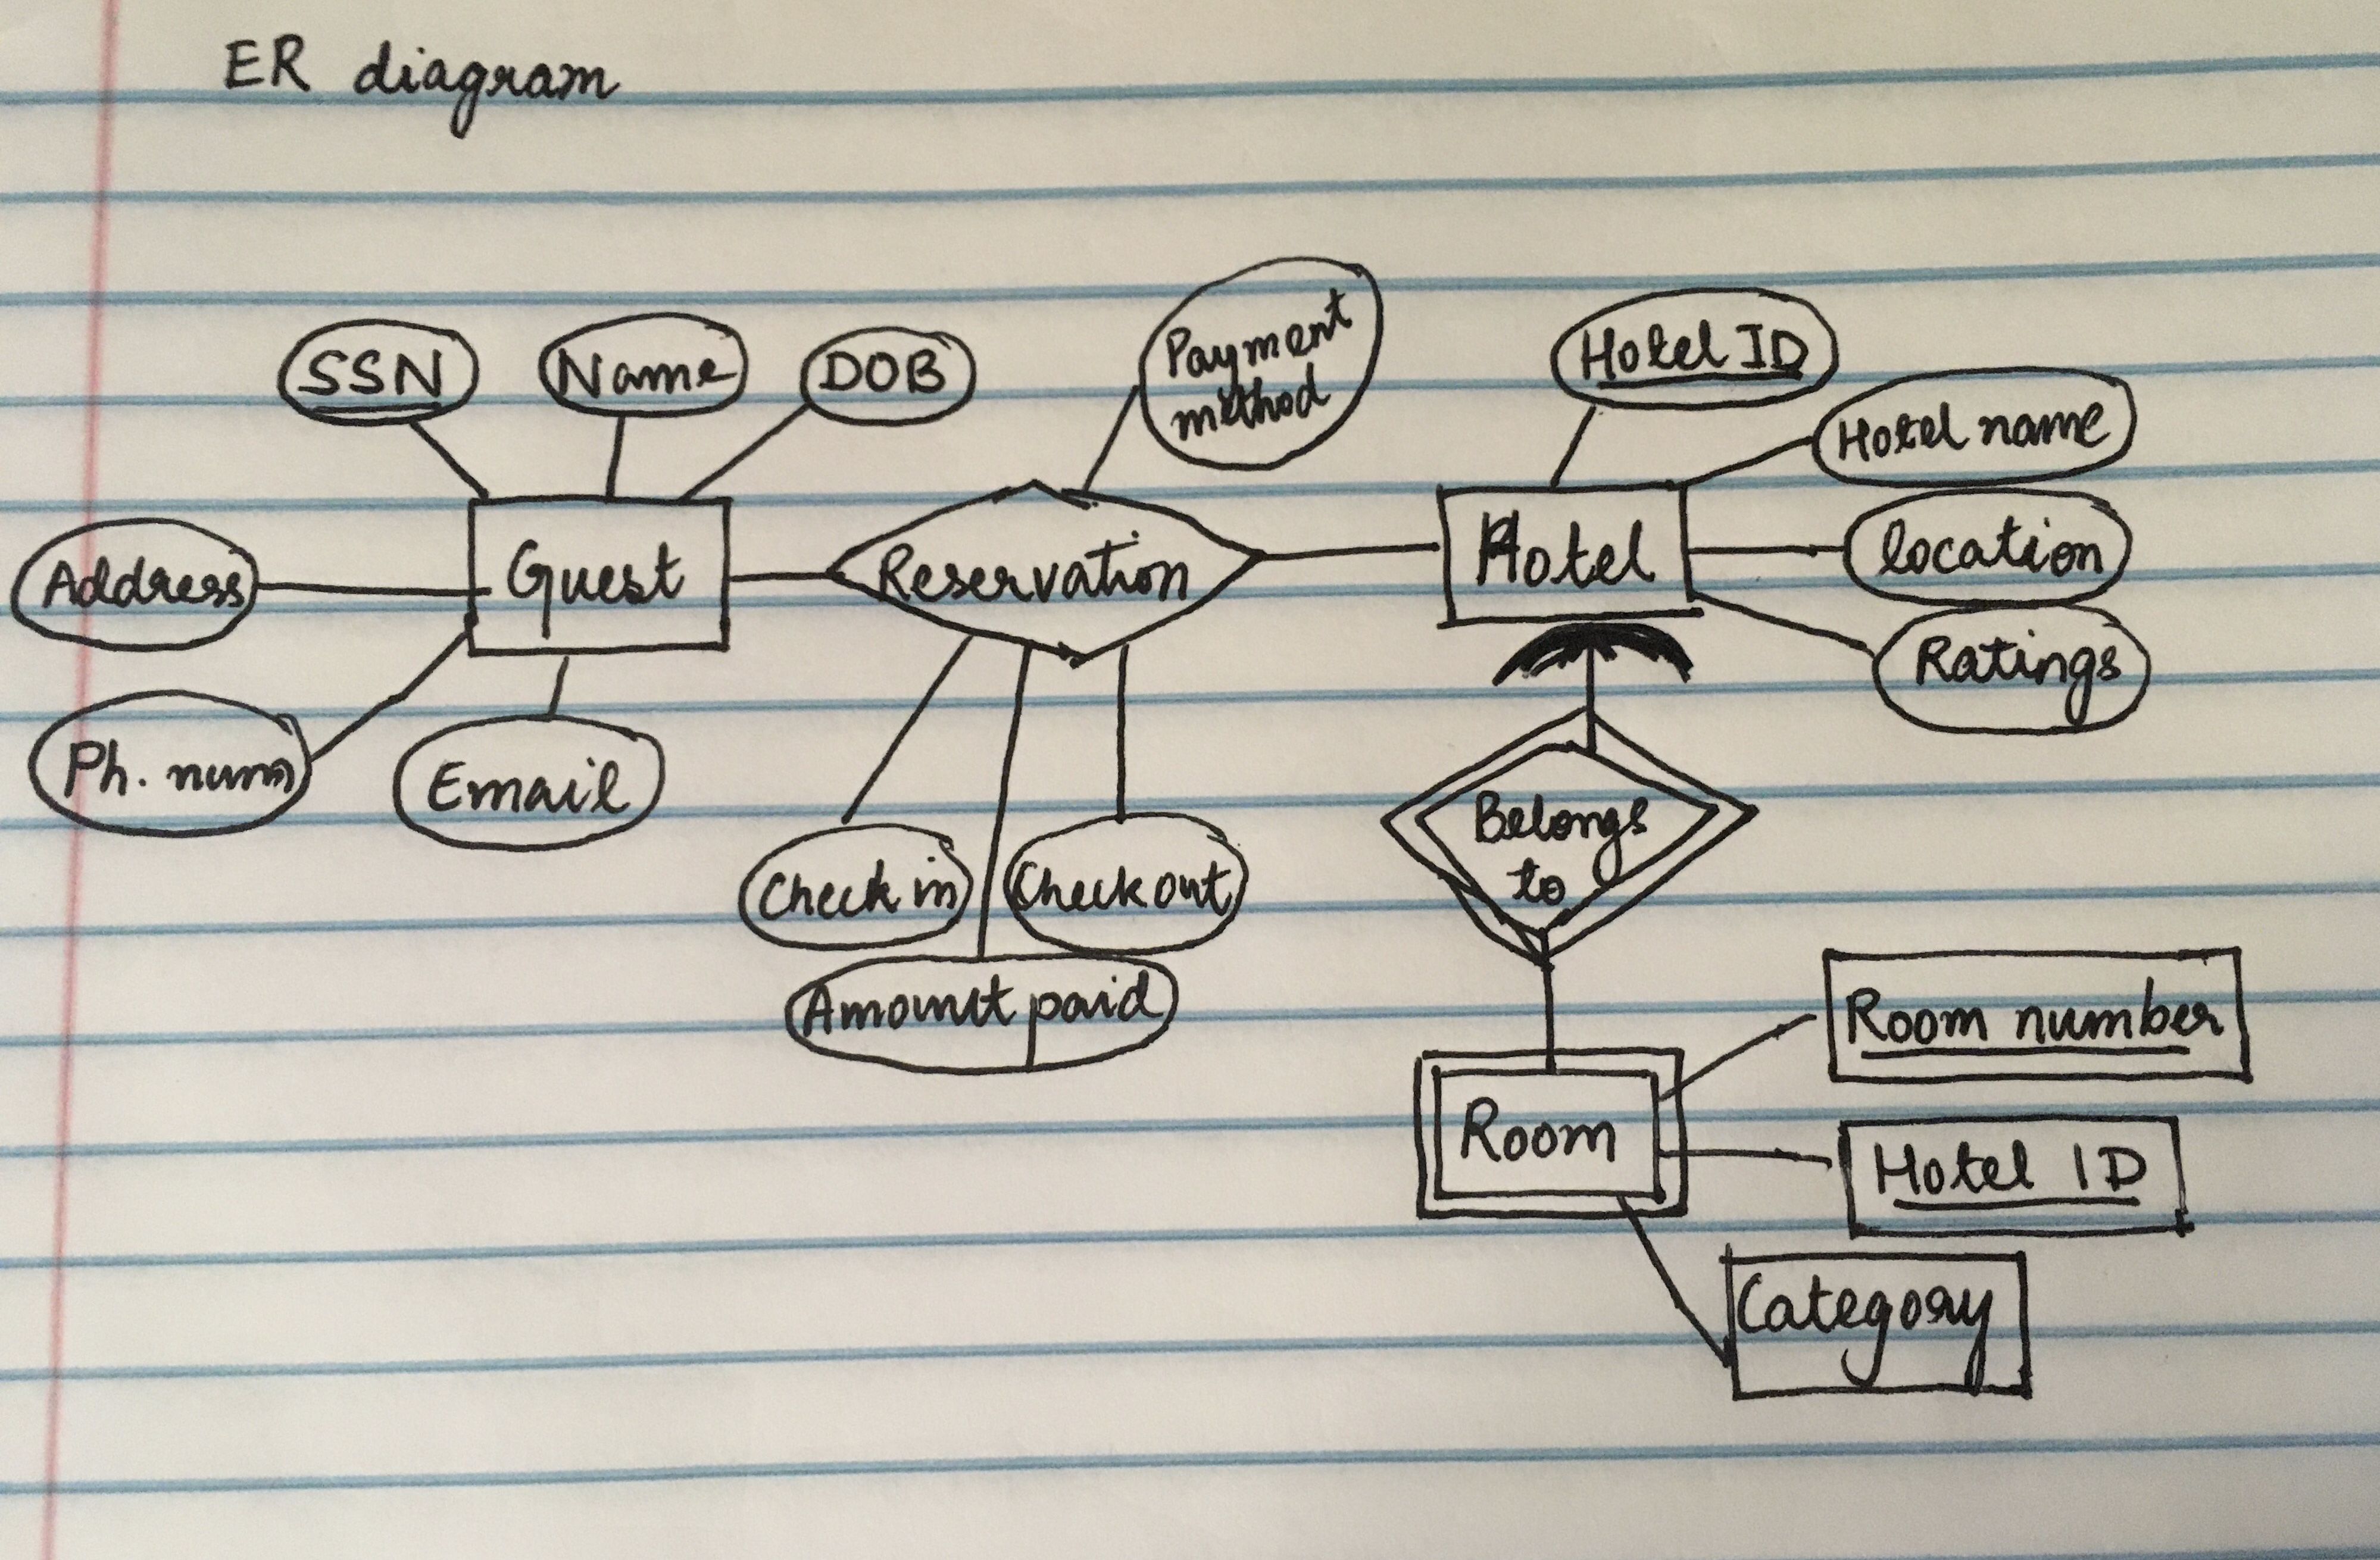 ER diagram
SSN
Name
DOB
Payment
method
Hotel ID
Hotel name
Address
Guest
Reservation
Hotel
location
Ratings
Ph. num
Email
Check in
Check out
Amount paid
Belongs
to
Room number
Room
Hotel ID
Category